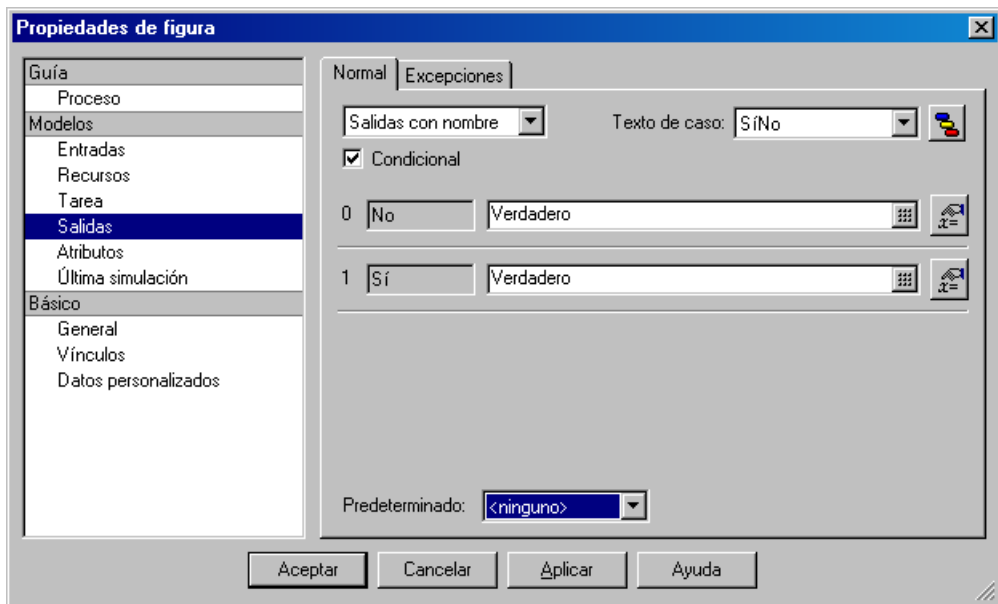 Propiedades de figura
Guía
Proceso
Modelos
Entradas
Recursos
Tarea
Salidas
Atributos
Última simulación
Básico
General
Vínculos
Datos personalizados
Normal
Excepciones
Salidas con nombre
Texto de caso:
SíNo
Condicional
0 No Verdadero
x=
1 Sí Verdadero
x=
Predeterminado: <ninguno>
Aceptar Cancelar Aplicar Ayuda